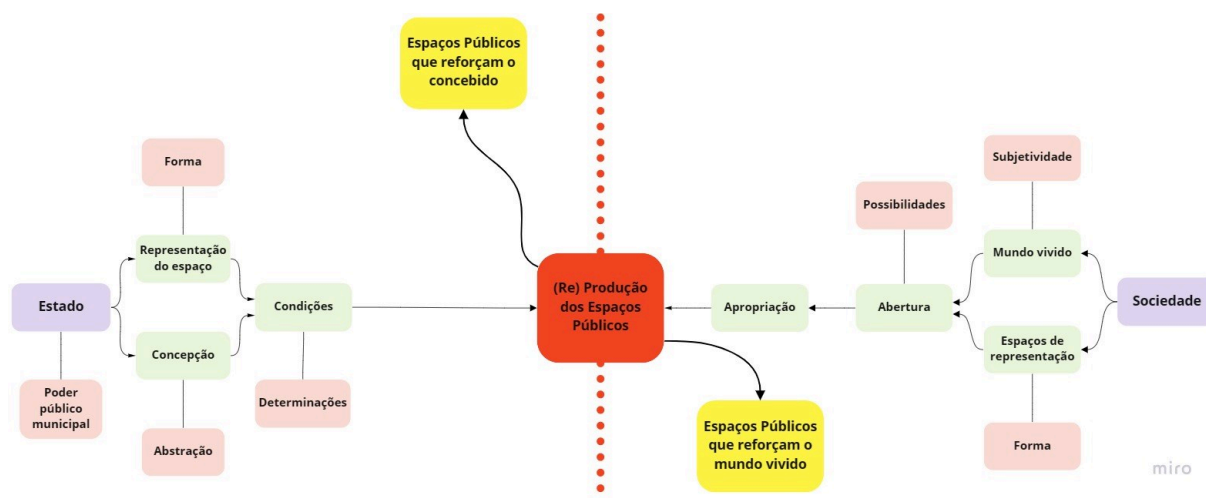 Espaços Públicos
que reforçam o
concebido
Forma
Representação
do espaço
Estado
Condições
Concepção
Poder
público
municipal
Abstração
Determinações
(Re) Produção
dos Espaços
Públicos
Subjetividade
Possibilidades
Mundo vivido
Apropriação
Abertura
Sociedade
Espaços de
representação
Espaços Públicos
que reforçam o
mundo vivido
Forma
miro